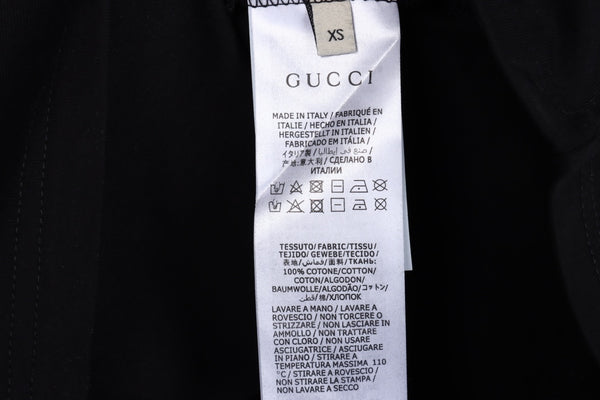 XS
GUCCI
MADE IN ITALY / FABRIQUÉ EN
ITALIE / HECHO EN ITALIA /
HERGESTELLT IN ITALIEN /
FABRICADO EM ITÁLIA /
イタリア製 / صنع في إيطاليا /
产地:意大利 / СДЕЛАНО В
ИТАЛИИ
TESSUTO/FABRIC/TISSU/
TEJIDO/GEWEBE/TECIDO/
表地/قماش/面料/ТКАНЬ:
100% COTONE/COTTON/
COTON/ALGODON/
BAUMWOLLE/ALGODÃO/コットン/
قطن/棉/ХЛОПОК
LAVARE A MANO / LAVARE A
ROVESCIO / NON TORCERE O
STRIZZARE / NON LASCIARE IN
AMMOLLO / NON TRATTARE
CON CLORO / NON USARE
ASCIUGATRICE / ASCIUGARE
IN PIANO / STIRARE A
TEMPERATURA MASSIMA 110
°C / STIRARE A ROVESCIO /
NON STIRARE LA STAMPA /
NON LAVARE A SECCO